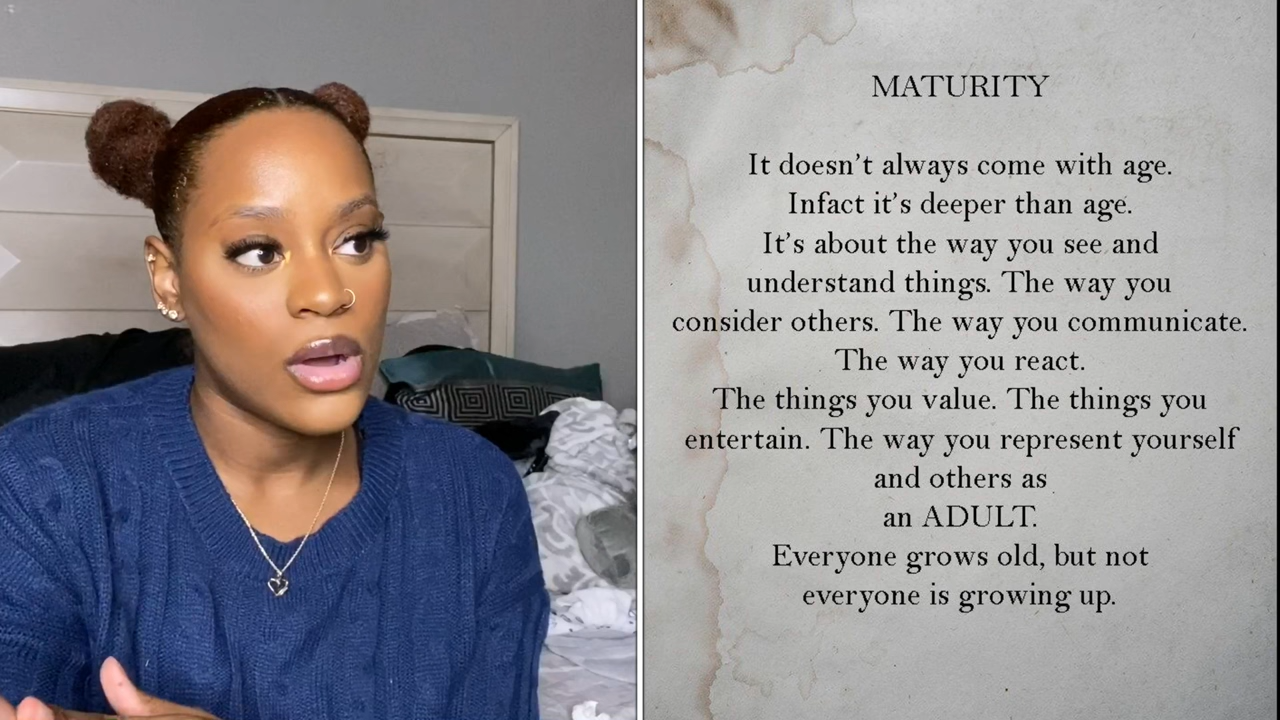 MATURITY
It doesn’t always come with age.
Infact it’s deeper than age.
It’s about the way you see and
understand things. The way you
consider others. The way you communicate.
The way you react.
The things you value. The things you
entertain. The way you represent yourself
and others as
an ADULT.
Everyone grows old, but not
everyone is growing up.